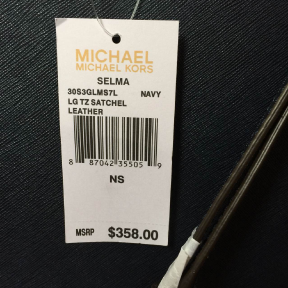 MICHAEL
MICHAEL KORS
SELMA
30S3GLMS7L NAVY
LG TZ SATCHEL
LEATHER
8 87042 35505 9
NS
MSRP $358.00